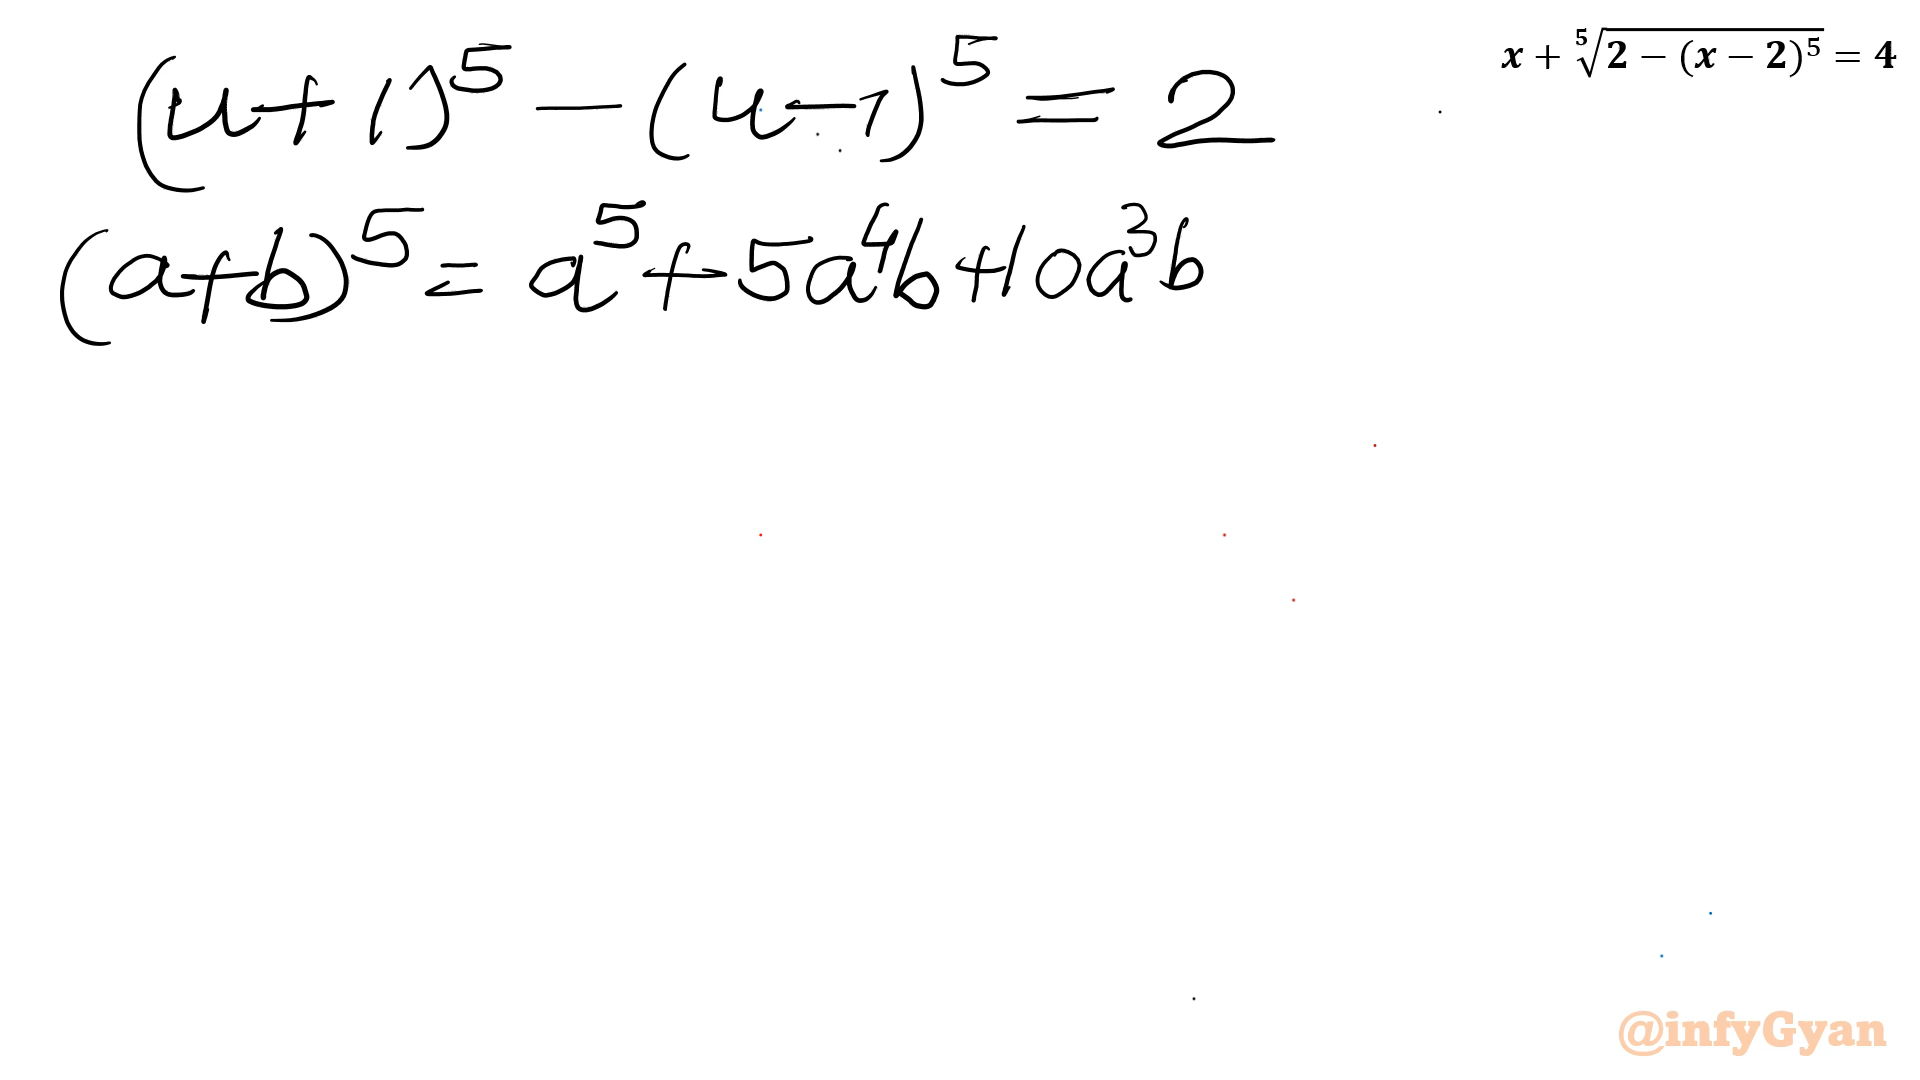 (u+1)⁵ − (u−1)⁵ = 2
x + ⁵√(2 − (x − 2)⁵) = 4
(a+b)⁵ = a⁵ + 5a⁴b + 10a³b
@infyGyan